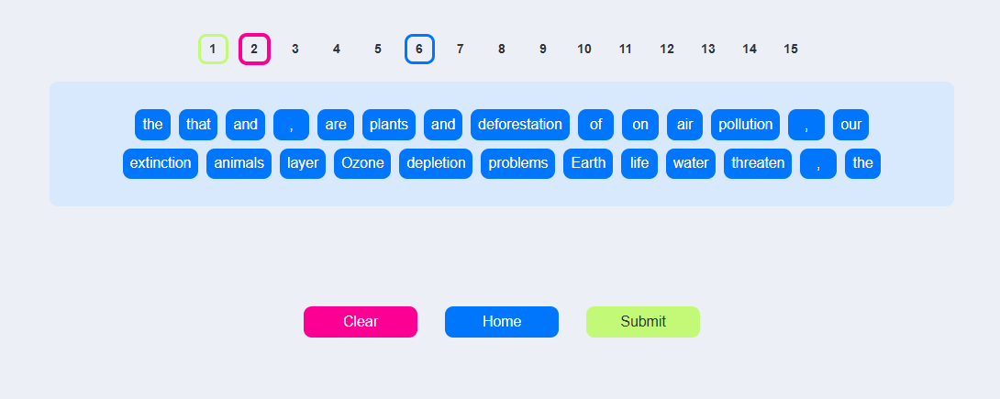 1 2 3 4 5 6 7 8 9 10 11 12 13 14 15
the that and , are plants and deforestation of on air pollution , our
extinction animals layer Ozone depletion problems Earth life water threaten , the
Clear Home Submit